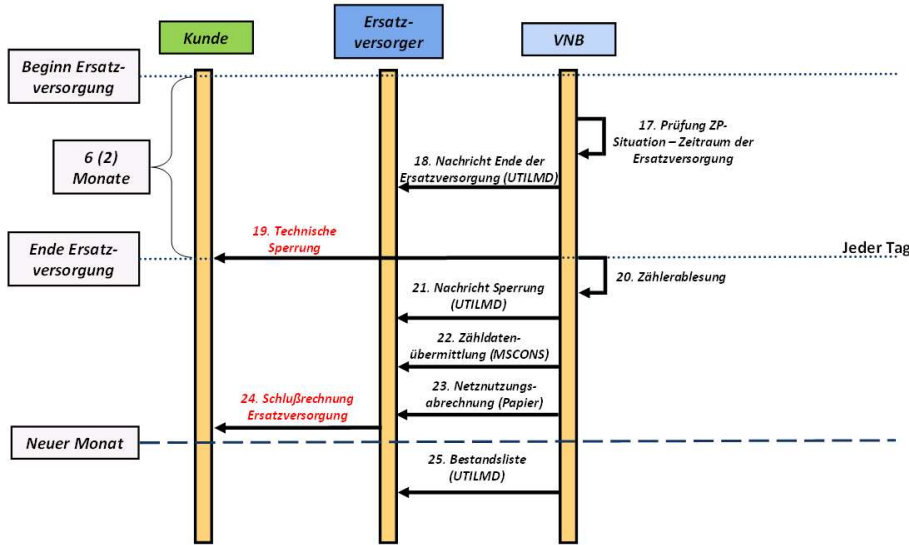 Kunde
Ersatz-
versorger
VNB
Beginn Ersatz-
versorgung
17. Prüfung ZP-
Situation – Zeitraum der
Ersatzversorgung
6 (2)
Monate
18. Nachricht Ende der
Ersatzversorgung (UTILMD)
19. Technische
Sperrung
Ende Ersatz-
versorgung
Jeder Tag
20. Zählerablesung
21. Nachricht Sperrung
(UTILMD)
22. Zähldaten-
übermittlung (MSCONS)
23. Netznutzungs-
abrechnung (Papier)
24. Schlußrechnung
Ersatzversorgung
Neuer Monat
25. Bestandsliste
(UTILMD)